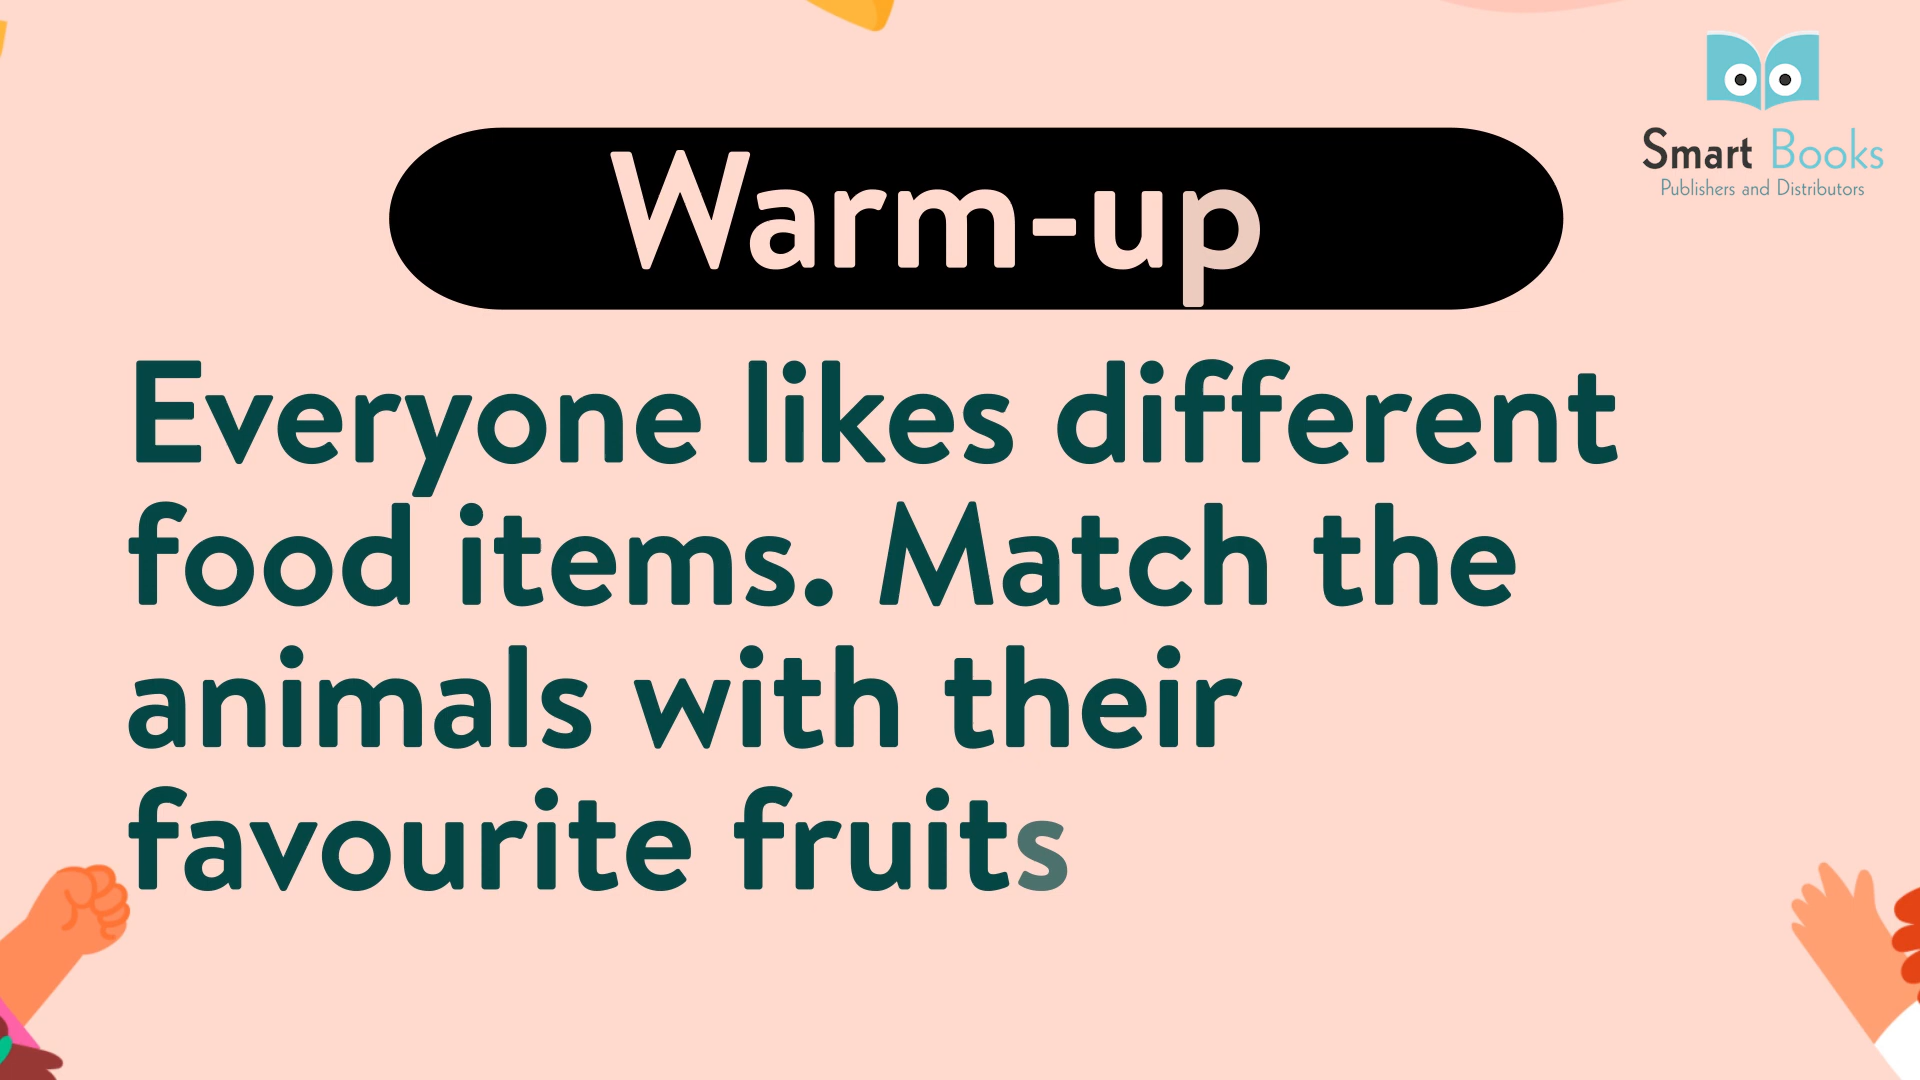 Smart Books
Publishers and Distributors
Warm-up
Everyone likes different
food items. Match the
animals with their
favourite fruits